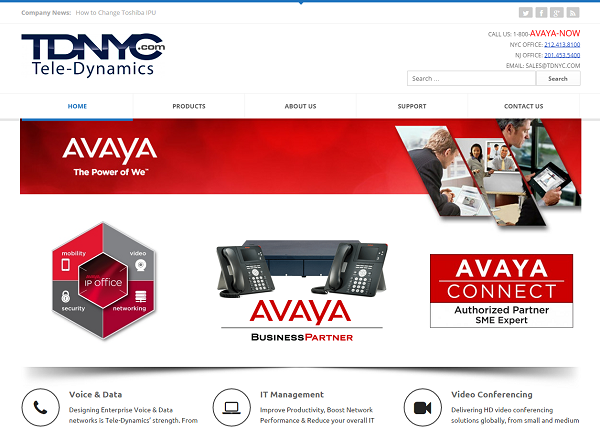 Company News: How to Change Toshiba IPU
TDNYC.com
Tele-Dynamics
CALL US: 1-800-AVAYA-NOW
NYC OFFICE: 212.413.8100
NJ OFFICE: 201.453.5400
EMAIL: SALES@TDNYC.COM
Search ...
Search
HOME
PRODUCTS
ABOUT US
SUPPORT
CONTACT US
AVAYA
The Power of We™
mobility
video
IP office
security
networking
AVAYA
BUSINESSPARTNER
AVAYA
CONNECT
Authorized Partner
SME Expert
Voice & Data
Designing Enterprise Voice & Data
networks is Tele-Dynamics' strength. From
IT Management
Improve Productivity, Boost Network
Performance & Reduce your overall IT
Video Conferencing
Delivering HD video conferencing
solutions globally, from small and medium